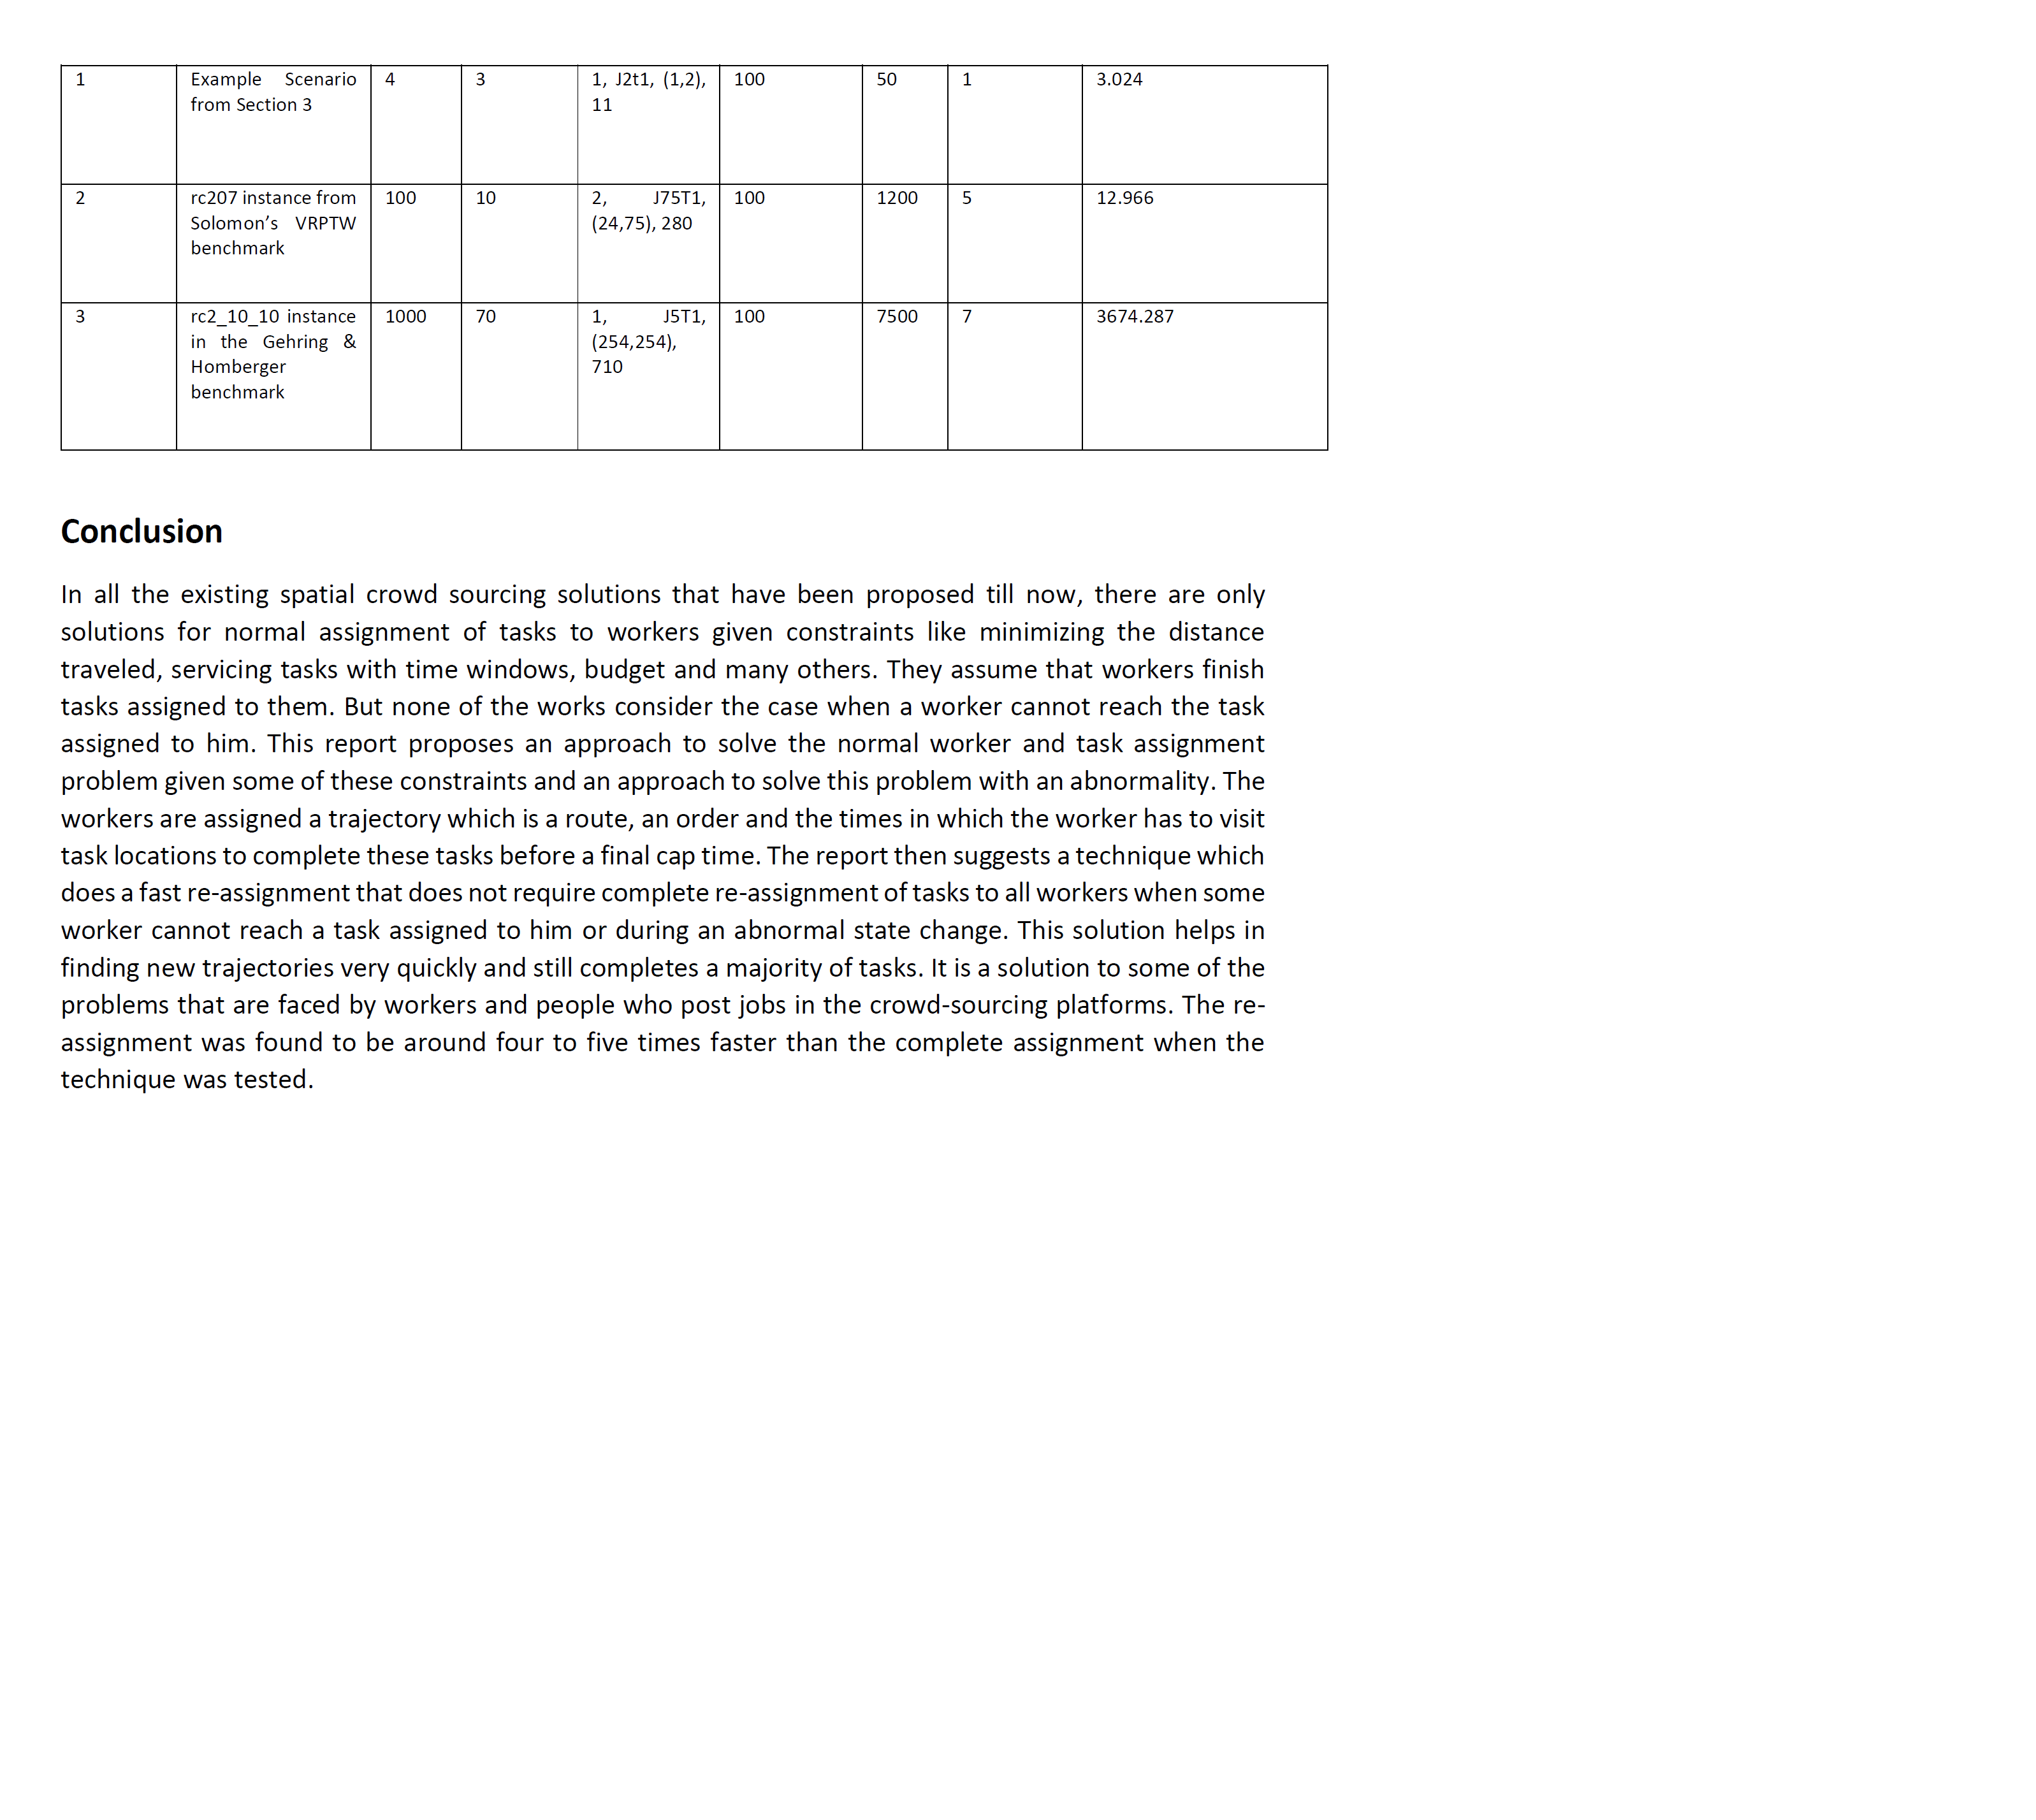 1 Example Scenario 4 3 1, J2t1, (1,2), 100 50 1 3.024
from Section 3 11
2 rc207 instance from 100 10 2, J75T1, 100 1200 5 12.966
Solomon’s VRPTW (24,75), 280
benchmark
3 rc2_10_10 instance 1000 70 1, J5T1, 100 7500 7 3674.287
in the Gehring & (254,254),
Homberger 710
benchmark
Conclusion
In all the existing spatial crowd sourcing solutions that have been proposed till now, there are only
solutions for normal assignment of tasks to workers given constraints like minimizing the distance
traveled, servicing tasks with time windows, budget and many others. They assume that workers finish
tasks assigned to them. But none of the works consider the case when a worker cannot reach the task
assigned to him. This report proposes an approach to solve the normal worker and task assignment
problem given some of these constraints and an approach to solve this problem with an abnormality. The
workers are assigned a trajectory which is a route, an order and the times in which the worker has to visit
task locations to complete these tasks before a final cap time. The report then suggests a technique which
does a fast re-assignment that does not require complete re-assignment of tasks to all workers when some
worker cannot reach a task assigned to him or during an abnormal state change. This solution helps in
finding new trajectories very quickly and still completes a majority of tasks. It is a solution to some of the
problems that are faced by workers and people who post jobs in the crowd-sourcing platforms. The re-
assignment was found to be around four to five times faster than the complete assignment when the
technique was tested.